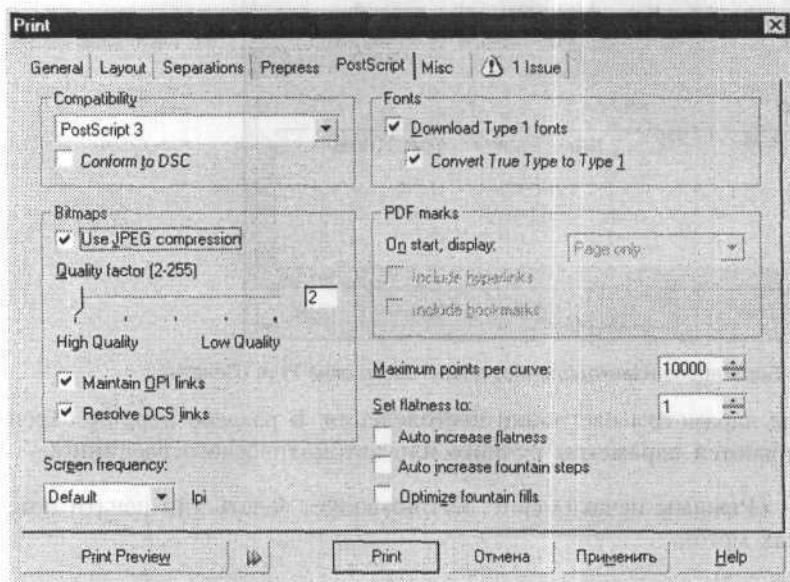 Print
General Layout Separations Prepress PostScript Misc 1 Issue
Compatibility
PostScript 3
Conform to DSC
Fonts
Download Type 1 fonts
Convert True Type to Type 1
Bitmaps
Use JPEG compression
Quality factor (2-255)
2
High Quality Low Quality
Maintain OPI links
Resolve DCS links
PDF marks
On start, display: Page only
Include hyperlinks
Include bookmarks
Screen frequency:
Default lpi
Maximum points per curve: 10000
Set flatness to: 1
Auto increase flatness
Auto increase fountain steps
Optimize fountain fills
Print Preview Print Отмена Применить Help